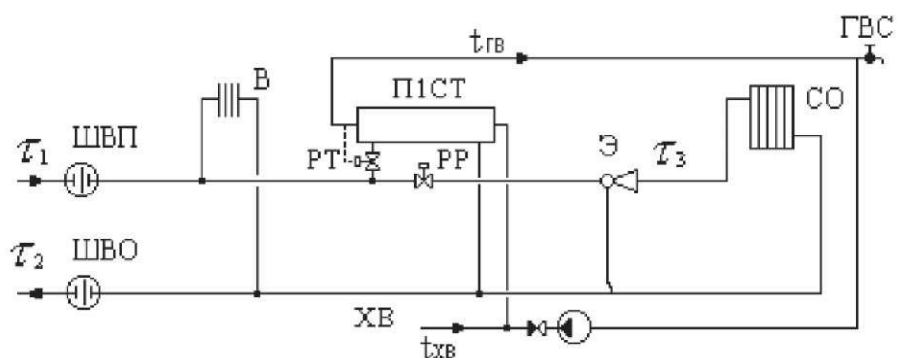 ГВС
tГВ
В
П1СТ
СО
τ1 ШВП
РТ
РР
Э
τ3
τ2 ШВО
ХВ
tХВ